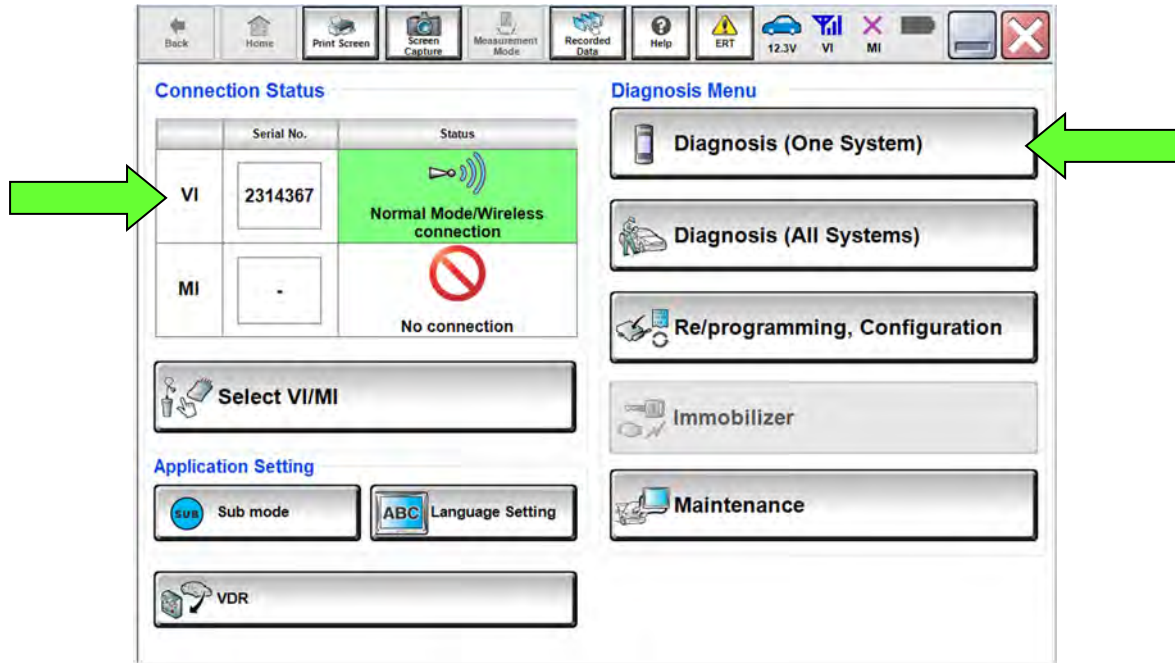 Back
Home
Print Screen
Screen
Capture
Measurement
Mode
Recorded
Data
?
Help
ERT
12.3V
VI
MI
Connection Status
Serial No.
Status
VI
2314367
Normal Mode/Wireless
connection
MI
-
No connection
Select VI/MI
Application Setting
SUB
Sub mode
ABC
Language Setting
VDR
Diagnosis Menu
Diagnosis (One System)
Diagnosis (All Systems)
Re/programming, Configuration
Immobilizer
Maintenance